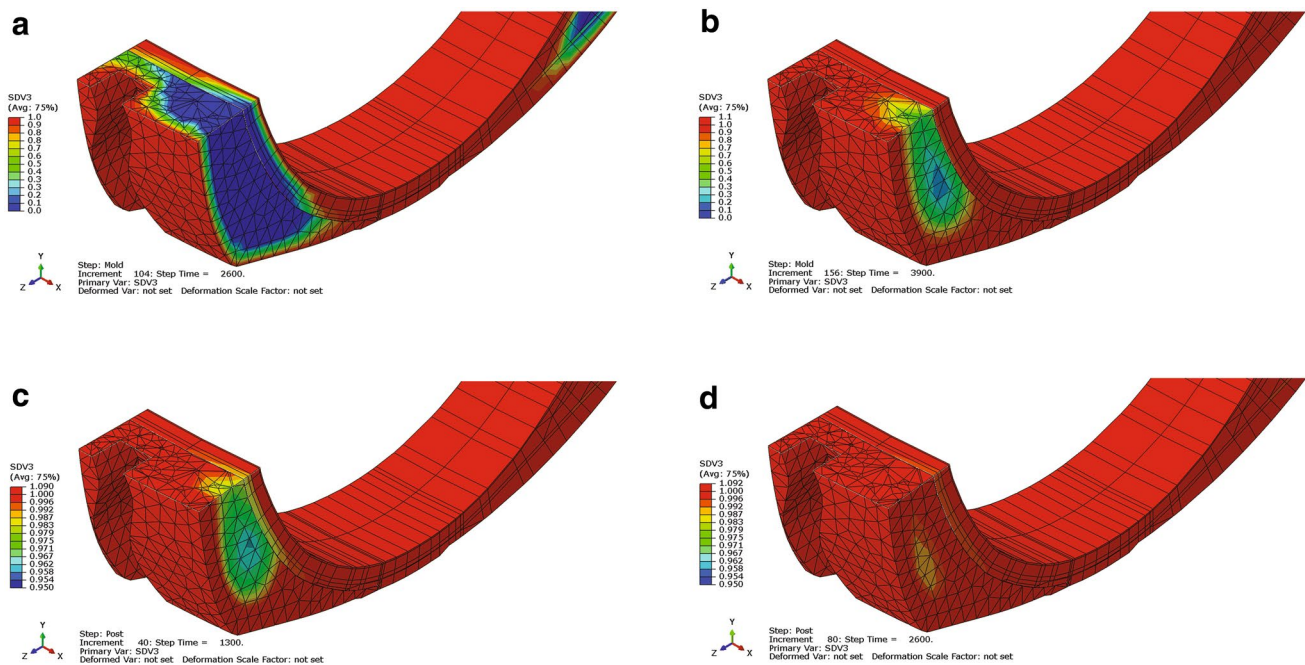 a
SDV3
(Avg: 75%)
1.0
0.9
0.8
0.7
0.6
0.5
0.4
0.3
0.2
0.1
0.0
Y
Z X
Step: Mold
Increment 104: Step Time = 2600.
Primary Var: SDV3
Deformed Var: not set Deformation Scale Factor: not set
b
SDV3
(Avg: 75%)
1.1
1.0
0.9
0.8
0.7
0.6
0.5
0.4
0.3
0.2
0.1
0.0
Y
Z X
Step: Mold
Increment 156: Step Time = 3900.
Primary Var: SDV3
Deformed Var: not set Deformation Scale Factor: not set
c
SDV3
(Avg: 75%)
1.090
1.000
0.996
0.992
0.987
0.983
0.979
0.975
0.971
0.967
0.962
0.958
0.954
0.950
Y
Z X
Step: Post
Increment 40: Step Time = 1300.
Primary Var: SDV3
Deformed Var: not set Deformation Scale Factor: not set
d
SDV3
(Avg: 75%)
1.092
1.000
0.996
0.992
0.987
0.983
0.979
0.975
0.971
0.967
0.962
0.958
0.954
0.950
Y
Z X
Step: Post
Increment 80: Step Time = 2600.
Primary Var: SDV3
Deformed Var: not set Deformation Scale Factor: not set